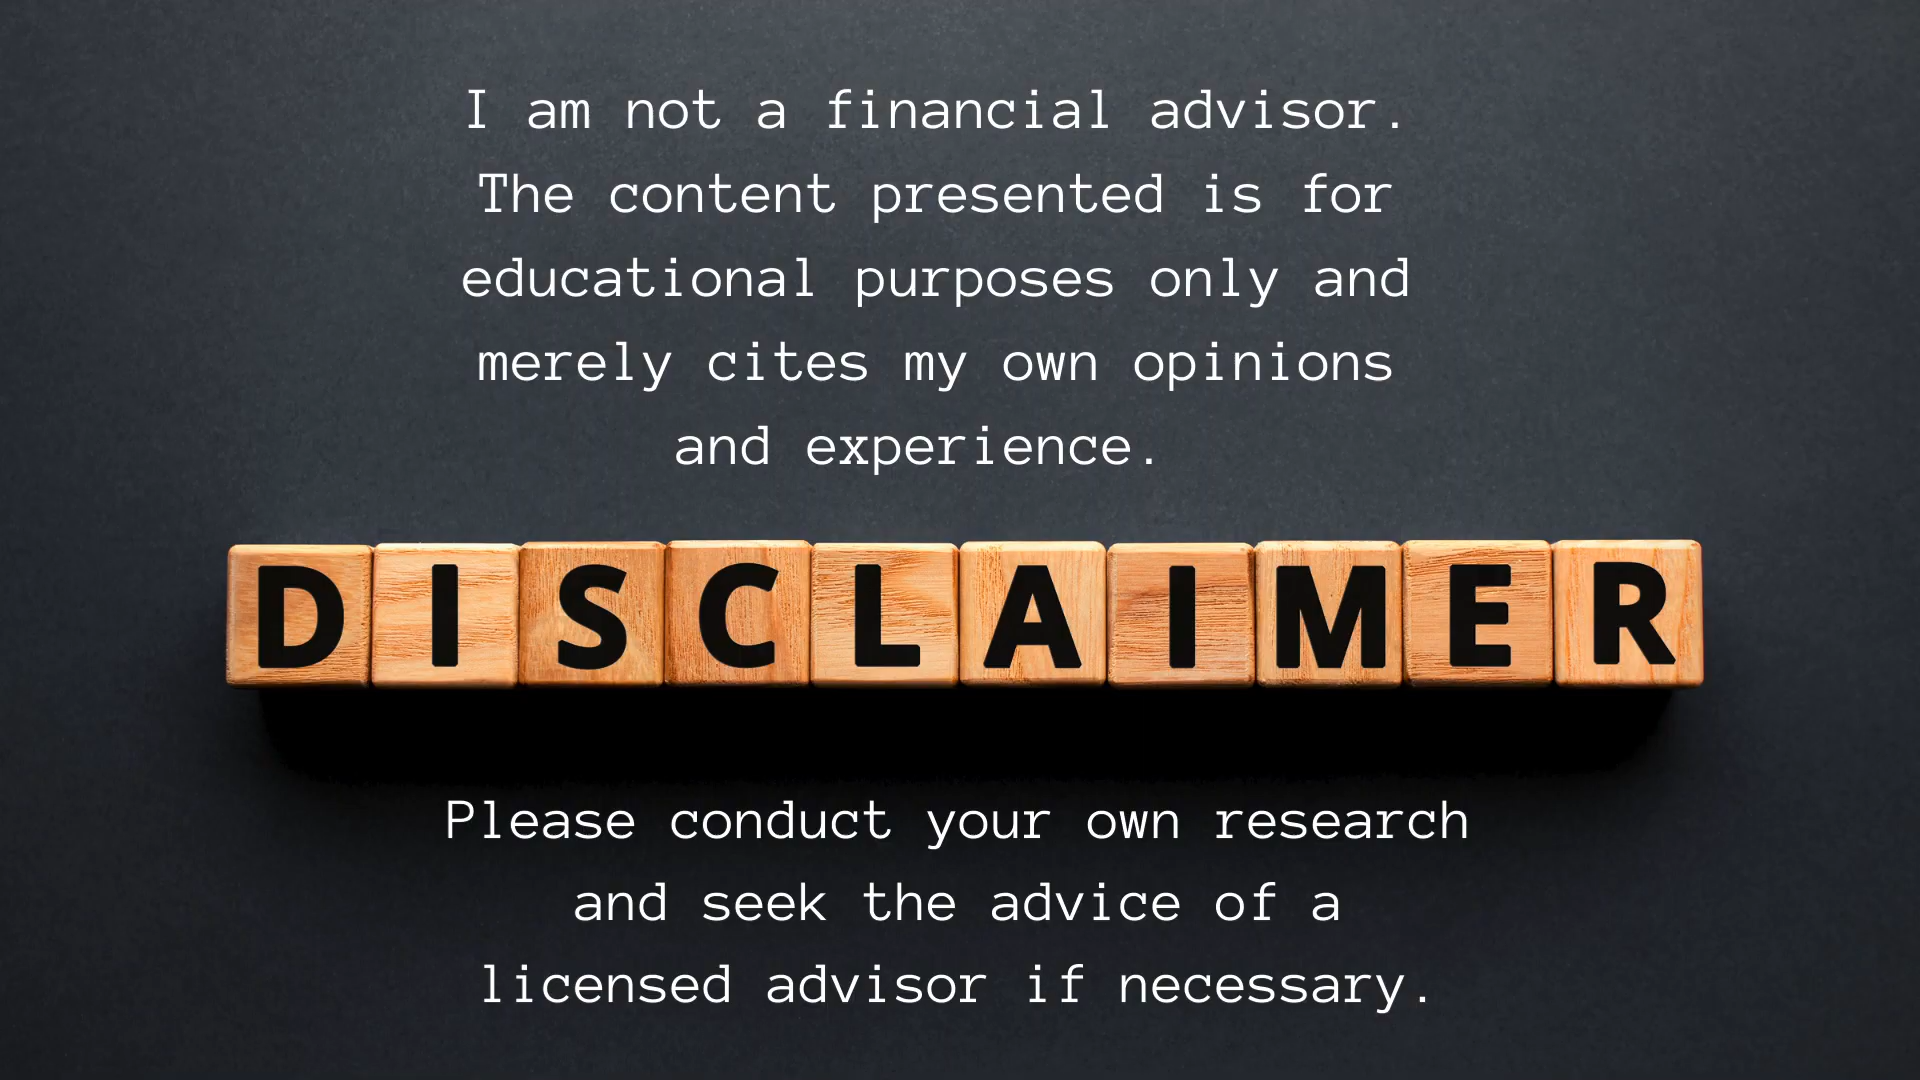 I am not a financial advisor.
The content presented is for
educational purposes only and
merely cites my own opinions
and experience.
DISCLAIMER
Please conduct your own research
and seek the advice of a
licensed advisor if necessary.